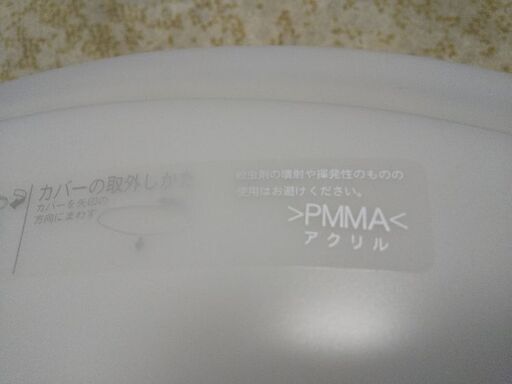 カバーの取外しかた
カバーを矢印の
方向にまわす
殺虫剤の噴射や揮発性のものの
使用はお避けください。
>PMMA<
アクリル